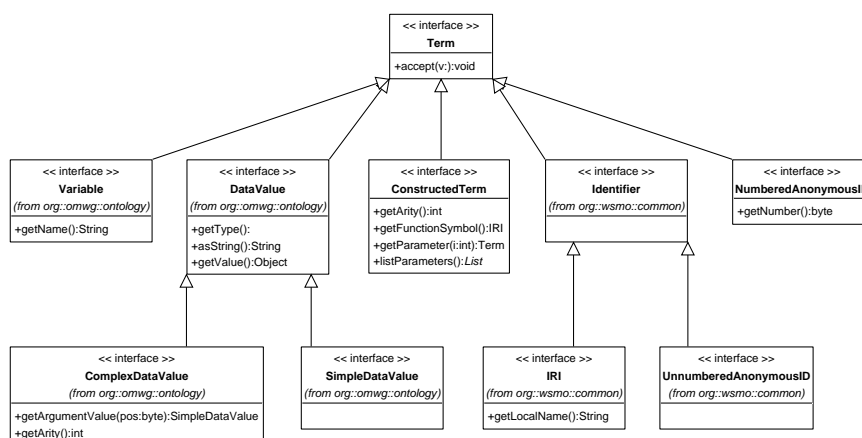 << interface >>
Term
+accept(v:):void
<< interface >>
Variable
(from org::omwg::ontology)
+getName():String
<< interface >>
DataValue
(from org::omwg::ontology)
+getType():
+asString():String
+getValue():Object
<< interface >>
ConstructedTerm
+getArity():int
+getFunctionSymbol():IRI
+getParameter(i:int):Term
+listParameters():List
<< interface >>
Identifier
(from org::wsmo::common)
<< interface >>
NumberedAnonymousID
+getNumber():byte
<< interface >>
ComplexDataValue
(from org::omwg::ontology)
+getArgumentValue(pos:byte):SimpleDataValue
+getArity():int
<< interface >>
SimpleDataValue
(from org::omwg::ontology)
<< interface >>
IRI
(from org::wsmo::common)
+getLocalName():String
<< interface >>
UnnumberedAnonymousID
(from org::wsmo::common)